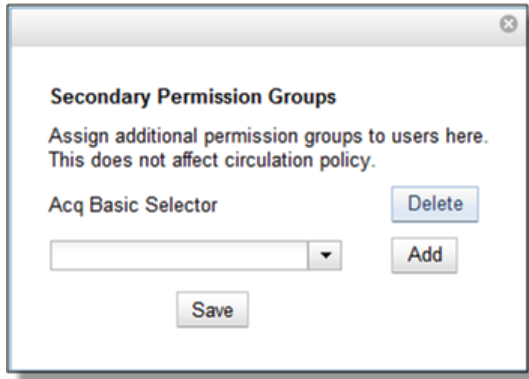 Secondary Permission Groups
Assign additional permission groups to users here.
This does not affect circulation policy.
Acq Basic Selector
Delete
Add
Save